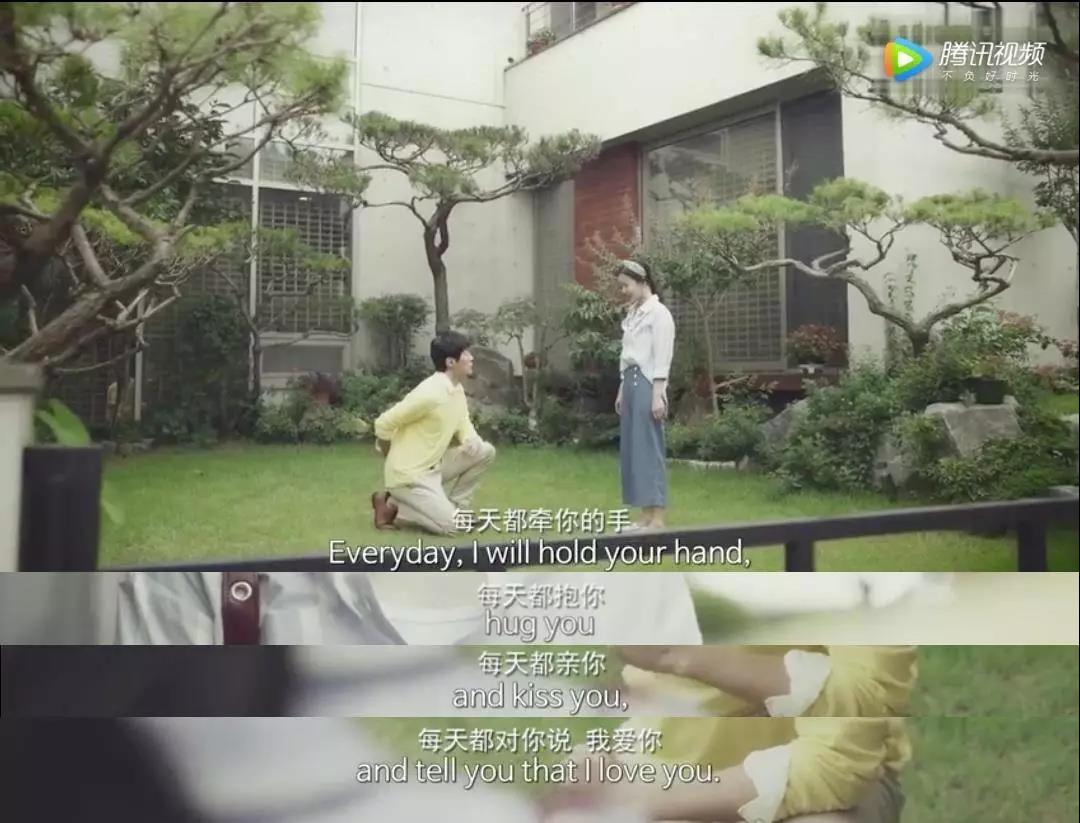 腾讯视频
不负好时光
每天都牵你的手
Everyday, I will hold your hand,
每天都抱你
hug you
每天都亲你
and kiss you,
每天都对你说 我爱你
and tell you that I love you.